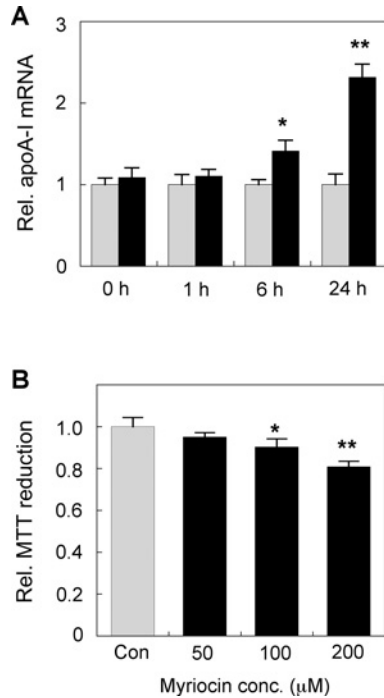 A
Rel. apoA-I mRNA
3
2
1
0
*
**
0 h 1 h 6 h 24 h
B
Rel. MTT reduction
1.0
0.8
0.6
0.4
0.2
0.0
*
**
Con 50 100 200
Myriocin conc. (μM)